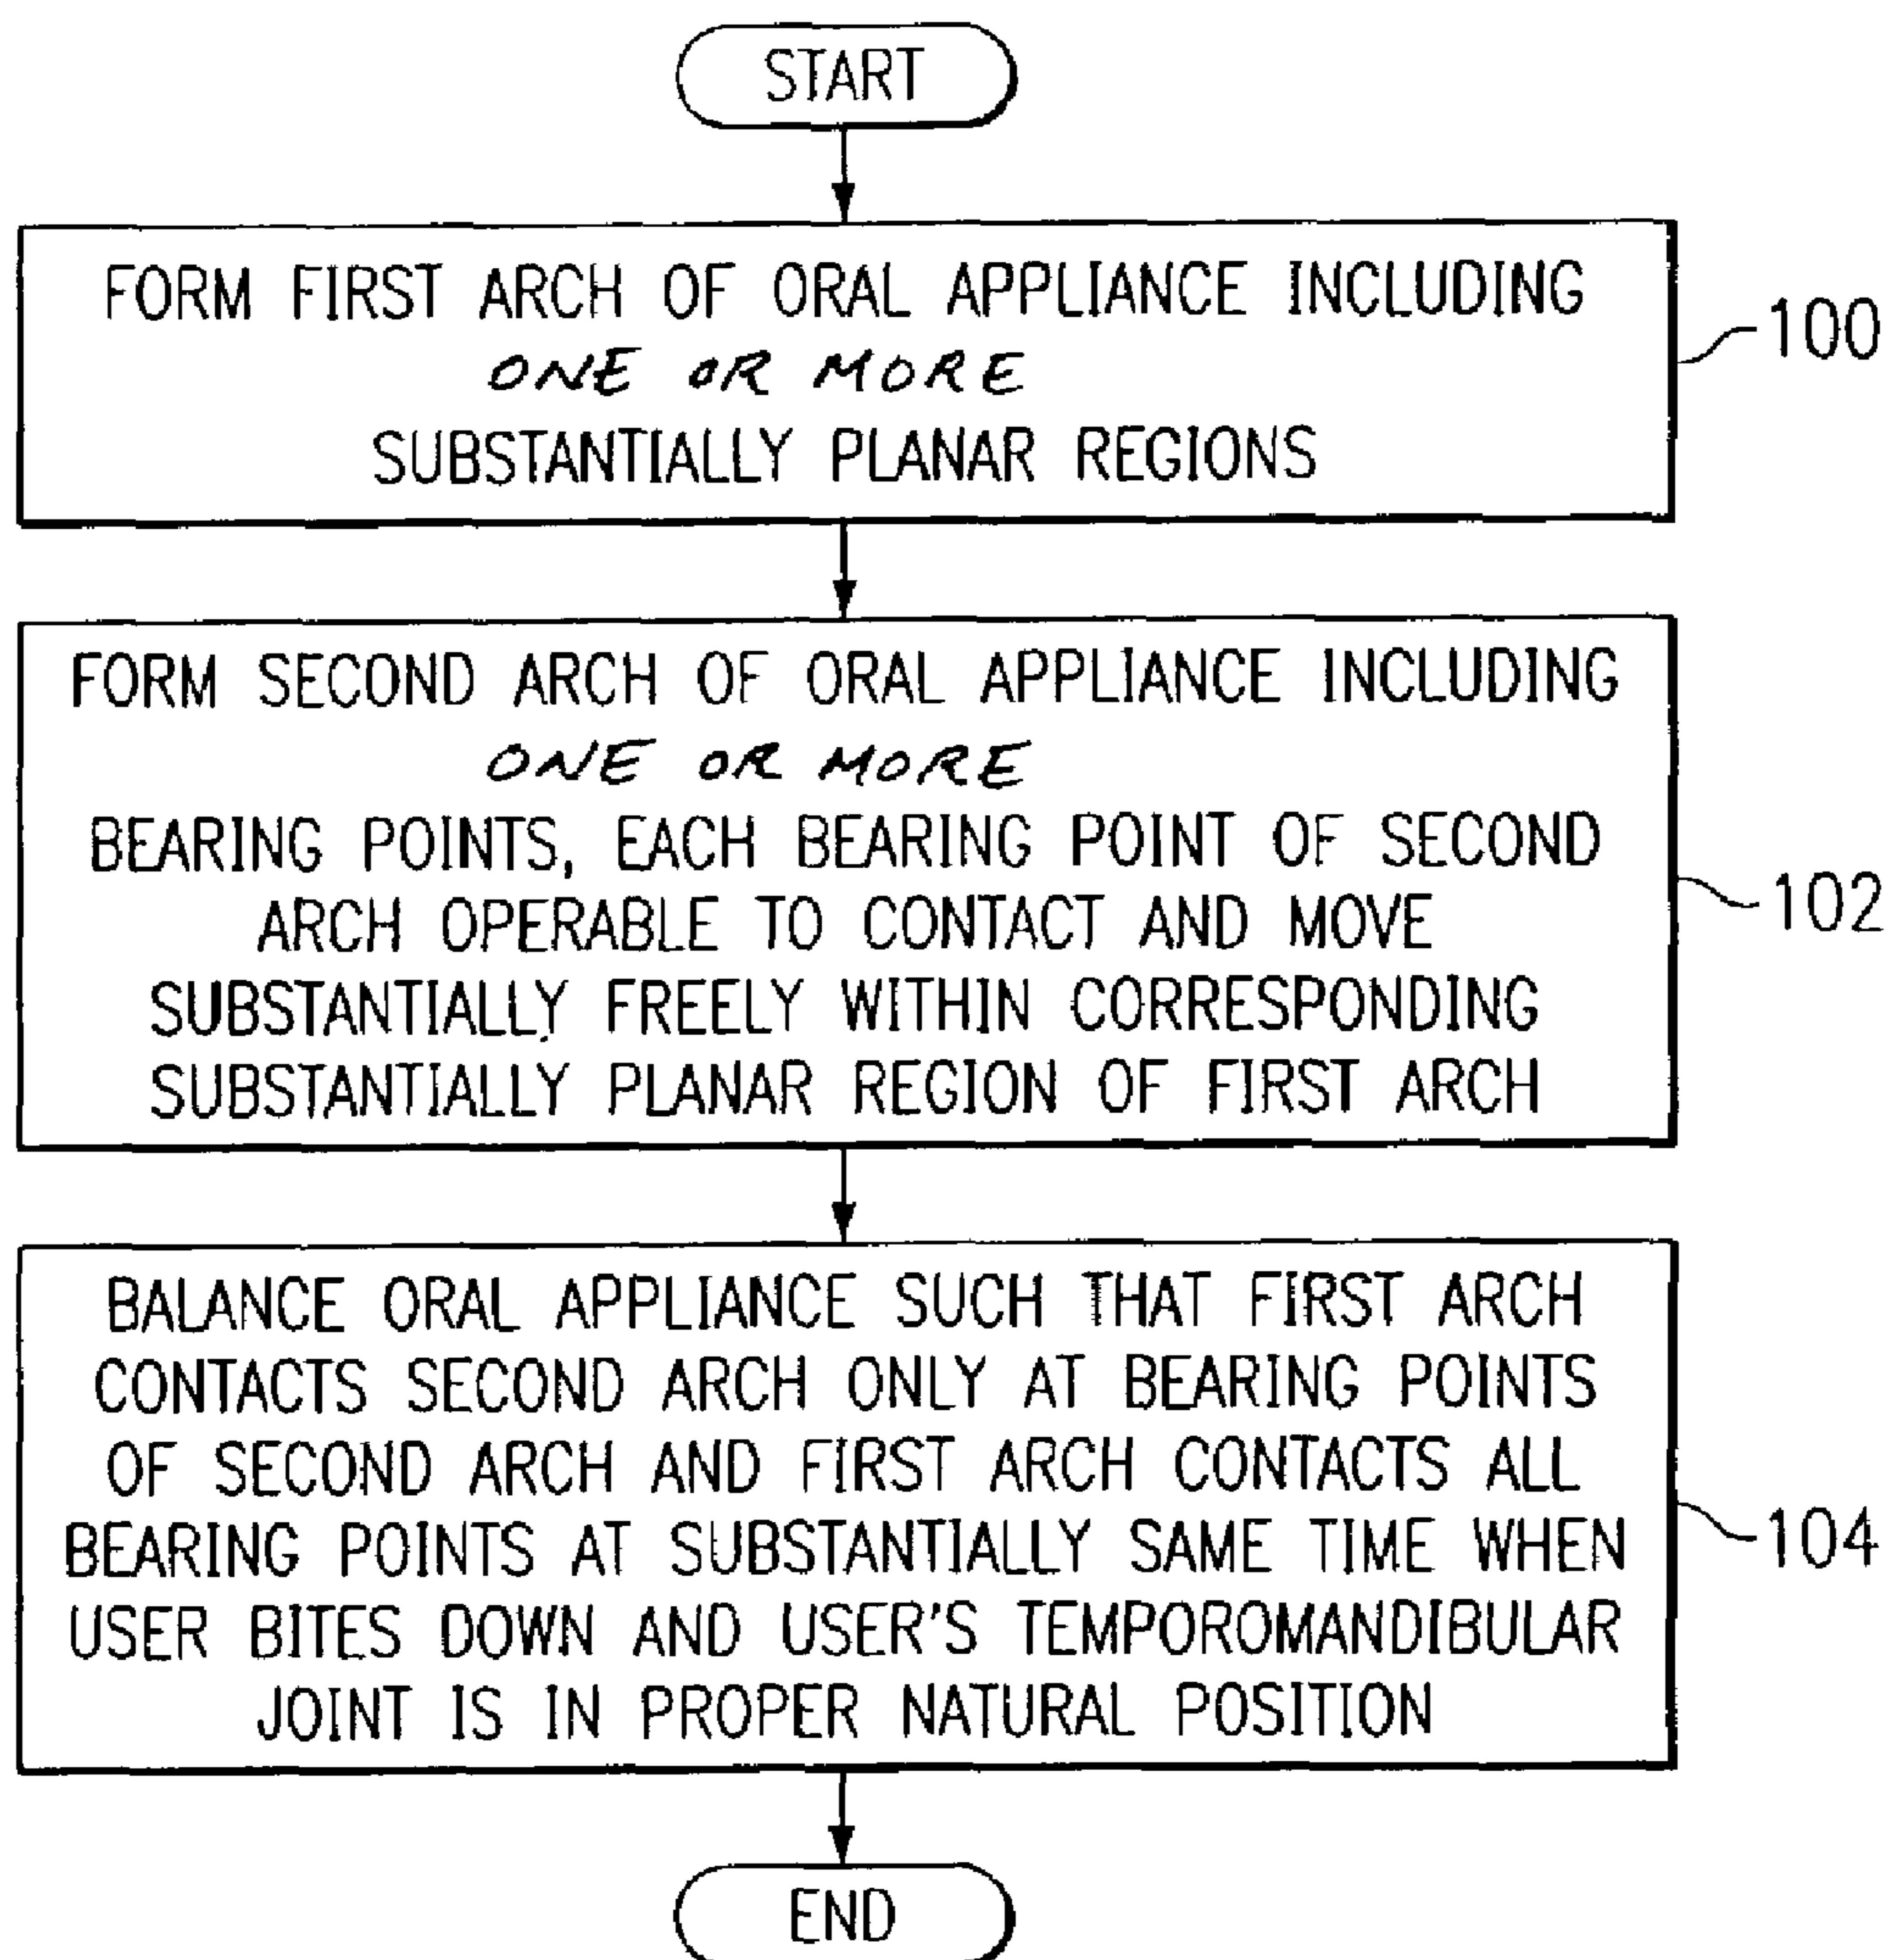 START
FORM FIRST ARCH OF ORAL APPLIANCE INCLUDING
ONE OR MORE
SUBSTANTIALLY PLANAR REGIONS
100
FORM SECOND ARCH OF ORAL APPLIANCE INCLUDING
ONE OR MORE
BEARING POINTS, EACH BEARING POINT OF SECOND
ARCH OPERABLE TO CONTACT AND MOVE
SUBSTANTIALLY FREELY WITHIN CORRESPONDING
SUBSTANTIALLY PLANAR REGION OF FIRST ARCH
102
BALANCE ORAL APPLIANCE SUCH THAT FIRST ARCH
CONTACTS SECOND ARCH ONLY AT BEARING POINTS
OF SECOND ARCH AND FIRST ARCH CONTACTS ALL
BEARING POINTS AT SUBSTANTIALLY SAME TIME WHEN
USER BITES DOWN AND USER'S TEMPOROMANDIBULAR
JOINT IS IN PROPER NATURAL POSITION
104
END